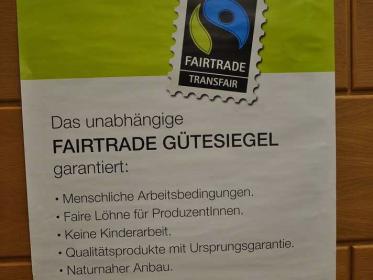 FAIRTRADE
TRANSFAIR
Das unabhängige
FAIRTRADE GÜTESIEGEL
garantiert:
• Menschliche Arbeitsbedingungen.
• Faire Löhne für ProduzentInnen.
• Keine Kinderarbeit.
• Qualitätsprodukte mit Ursprungsgarantie.
• Naturnaher Anbau.